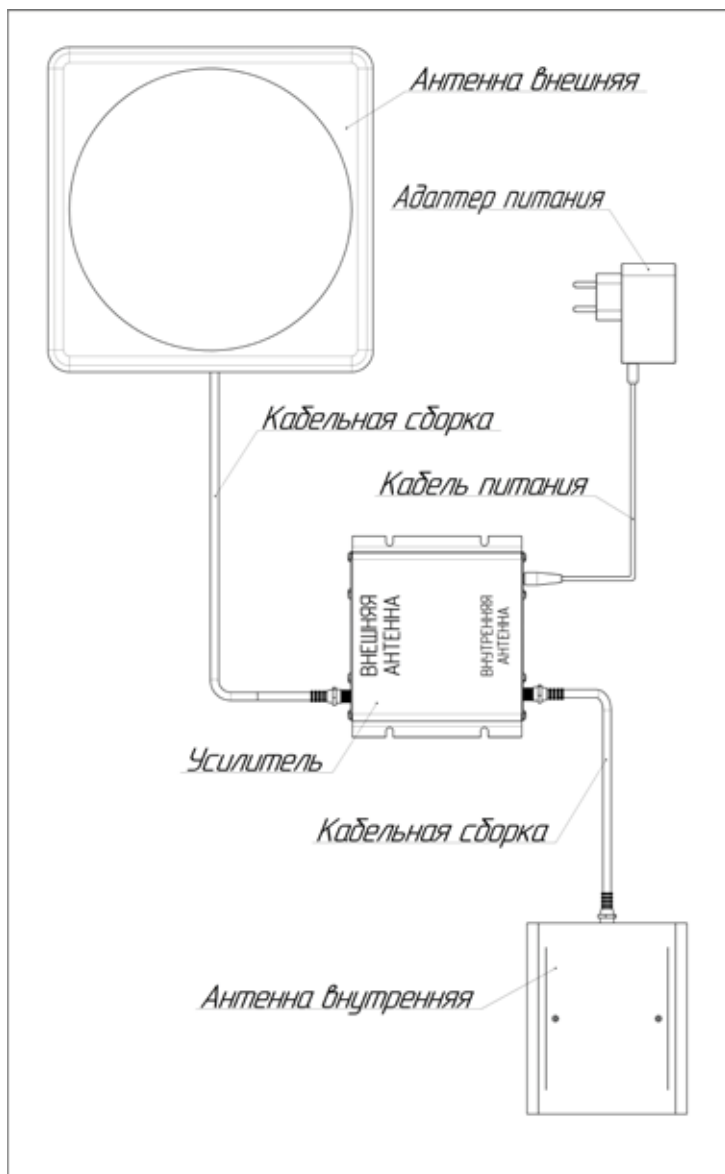 Антенна внешняя
Адаптер питания
Кабельная сборка
Кабель питания
ВНЕШНЯЯ
АНТЕННА
ВНУТРЕННЯЯ
АНТЕННА
Усилитель
Кабельная сборка
Антенна внутренняя